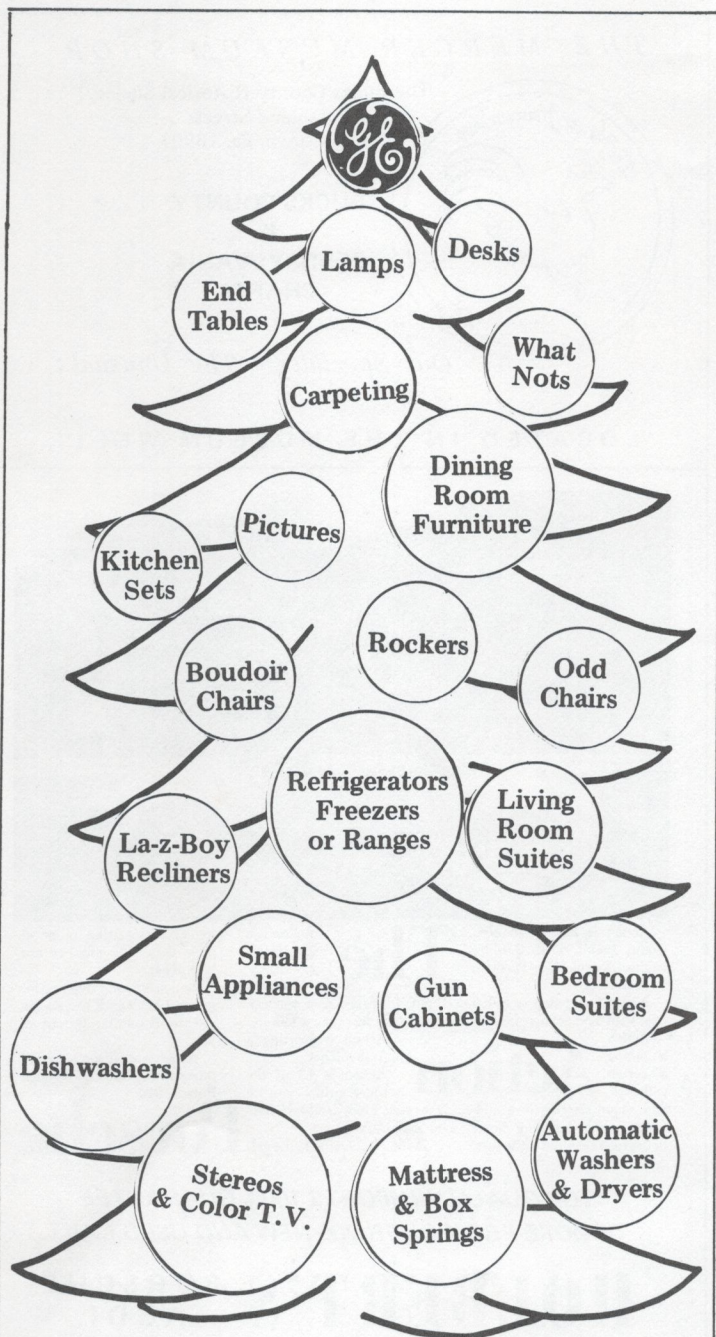 GE
Lamps
Desks
End
Tables
What
Nots
Carpeting
Dining
Room
Furniture
Pictures
Kitchen
Sets
Rockers
Boudoir
Chairs
Odd
Chairs
Refrigerators
Freezers
or Ranges
Living
Room
Suites
La-z-Boy
Recliners
Small
Appliances
Gun
Cabinets
Bedroom
Suites
Dishwashers
Automatic
Washers
& Dryers
Stereos
& Color T.V.
Mattress
& Box
Springs